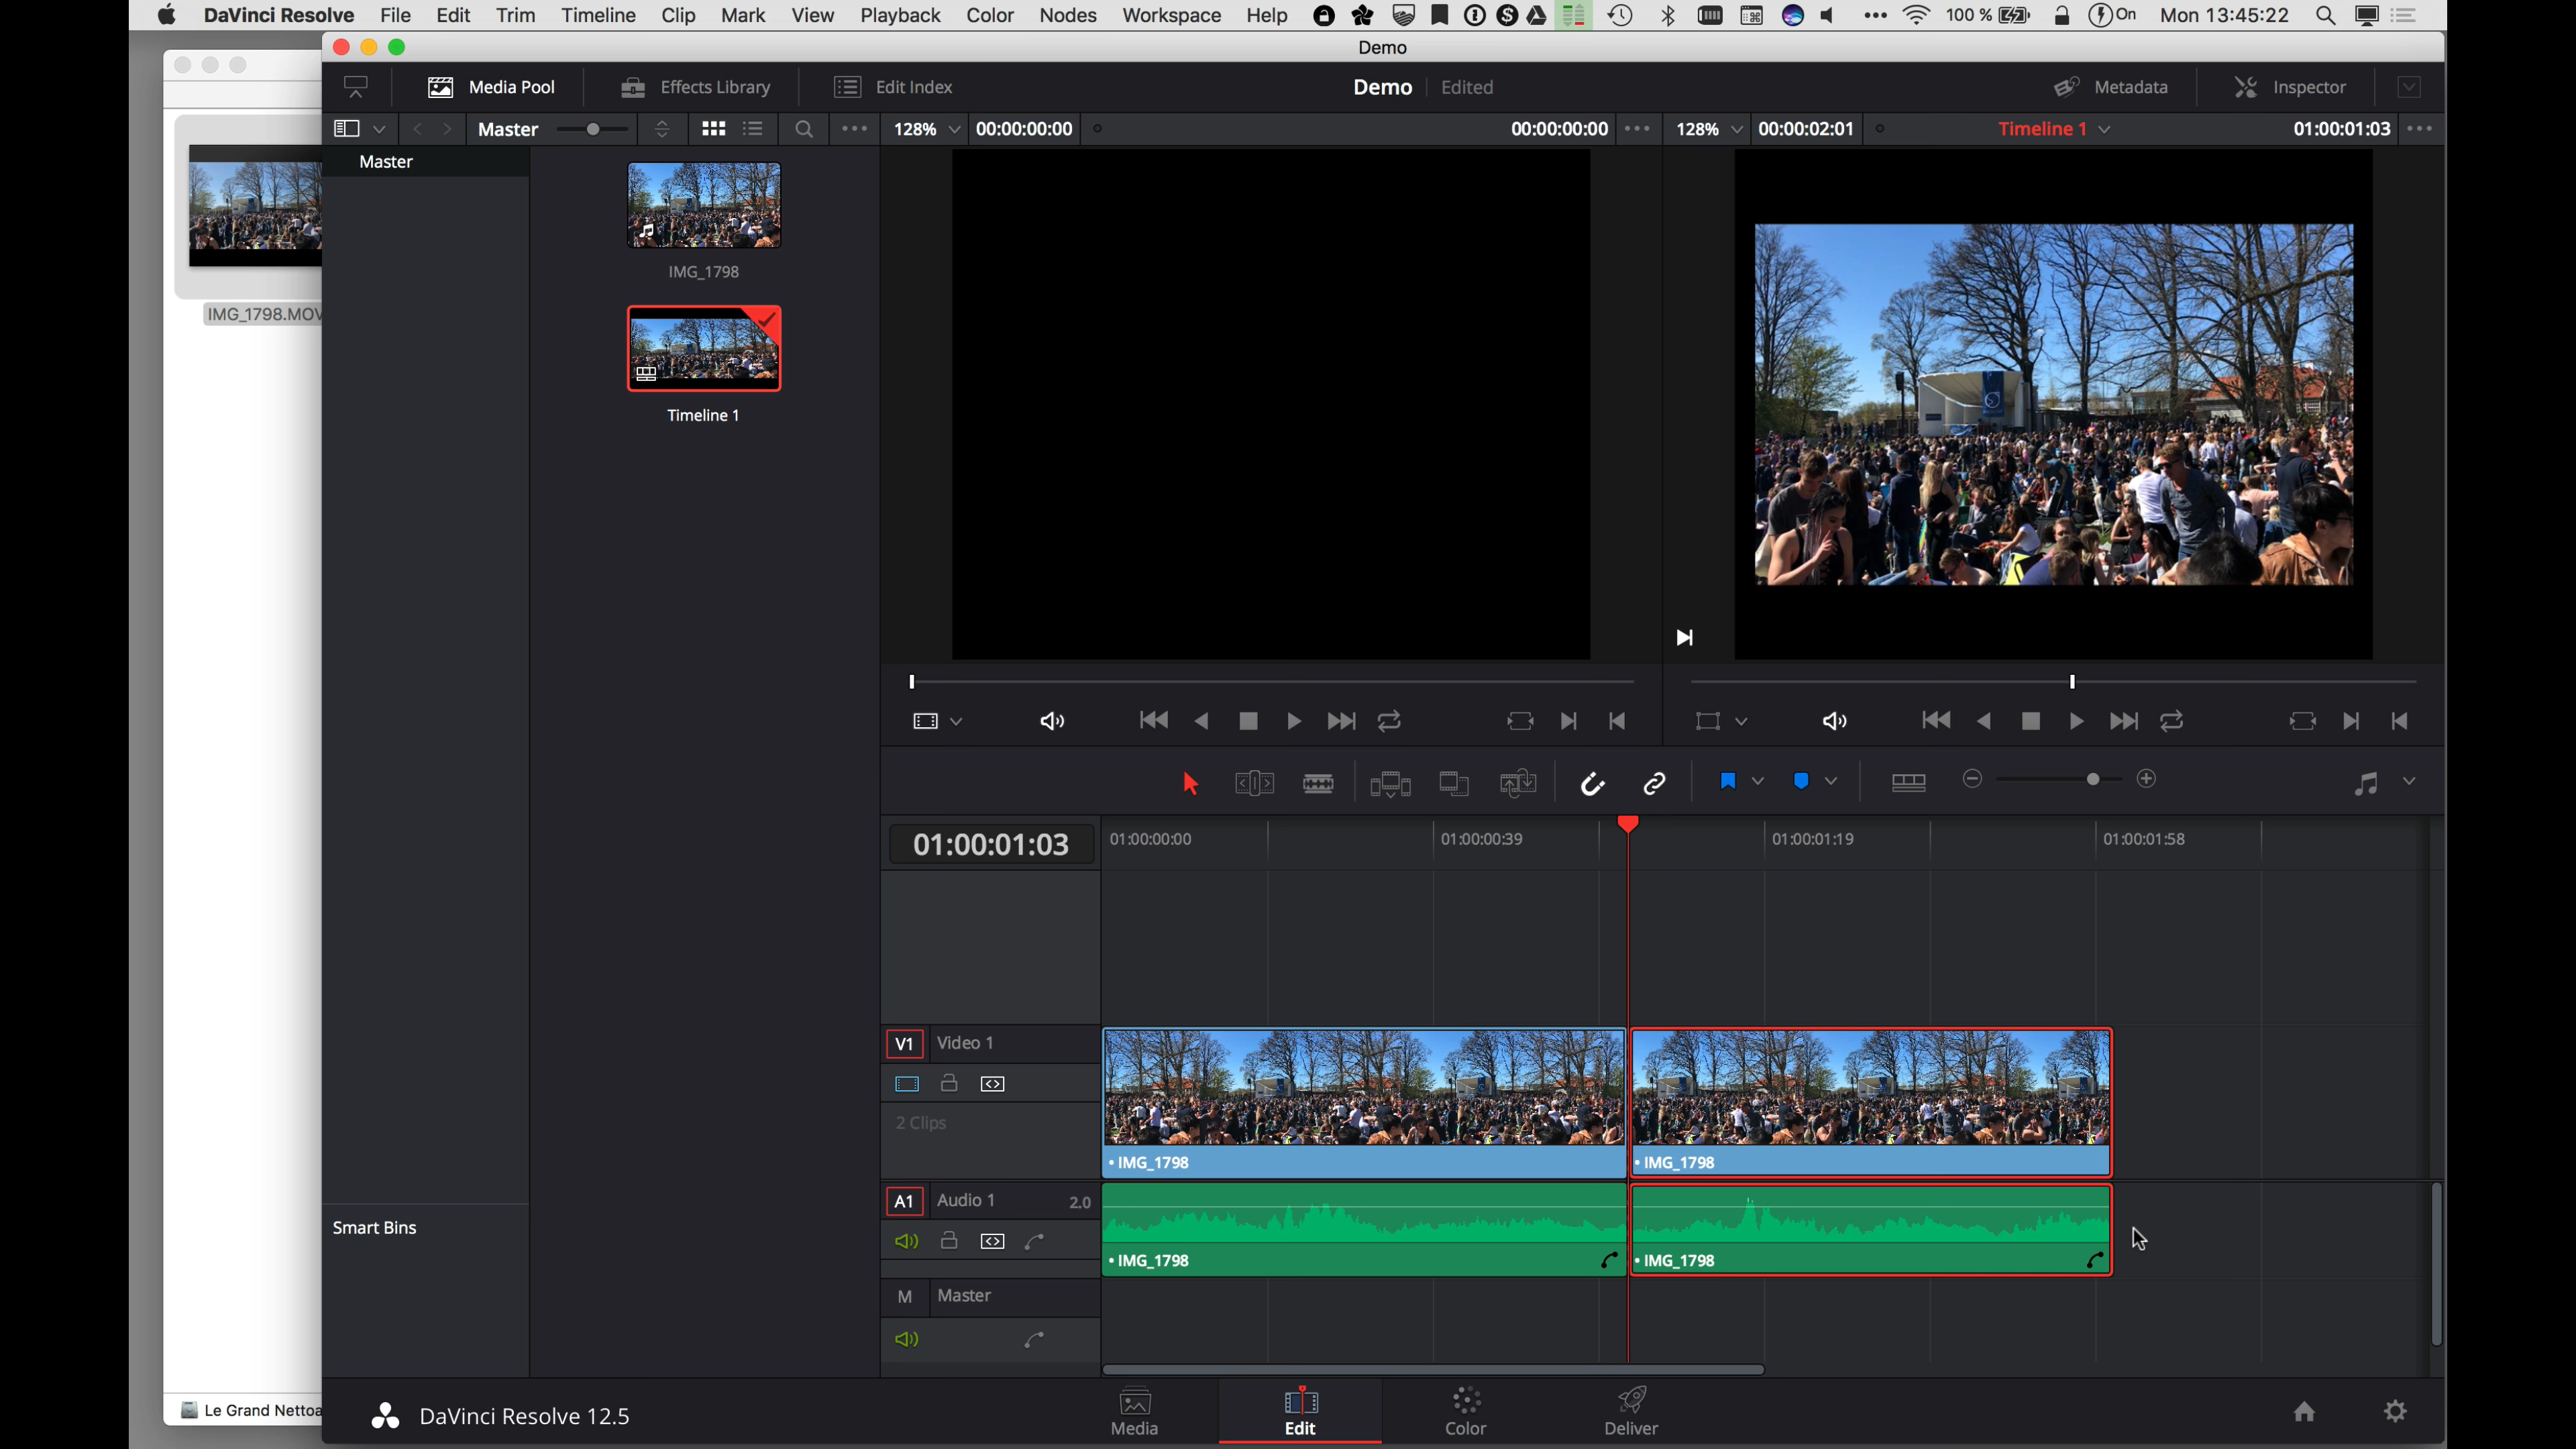 DaVinci Resolve File Edit Trim Timeline Clip Mark View Playback Color Nodes Workspace Help 100 % On Mon 13:45:22
Demo
Media Pool Effects Library Edit Index Demo Edited Metadata Inspector
Master 128% 00:00:00:00 00:00:00:00 128% 00:00:02:01 Timeline 1 01:00:01:03
Master
IMG_1798
IMG_1798.MOV
Timeline 1
01:00:01:03 01:00:00:00 01:00:00:39 01:00:01:19 01:00:01:58
V1 Video 1
2 Clips
• IMG_1798 • IMG_1798
A1 Audio 1 2.0
Smart Bins
• IMG_1798 • IMG_1798
M Master
Le Grand Nettoa
DaVinci Resolve 12.5
Media Edit Color Deliver